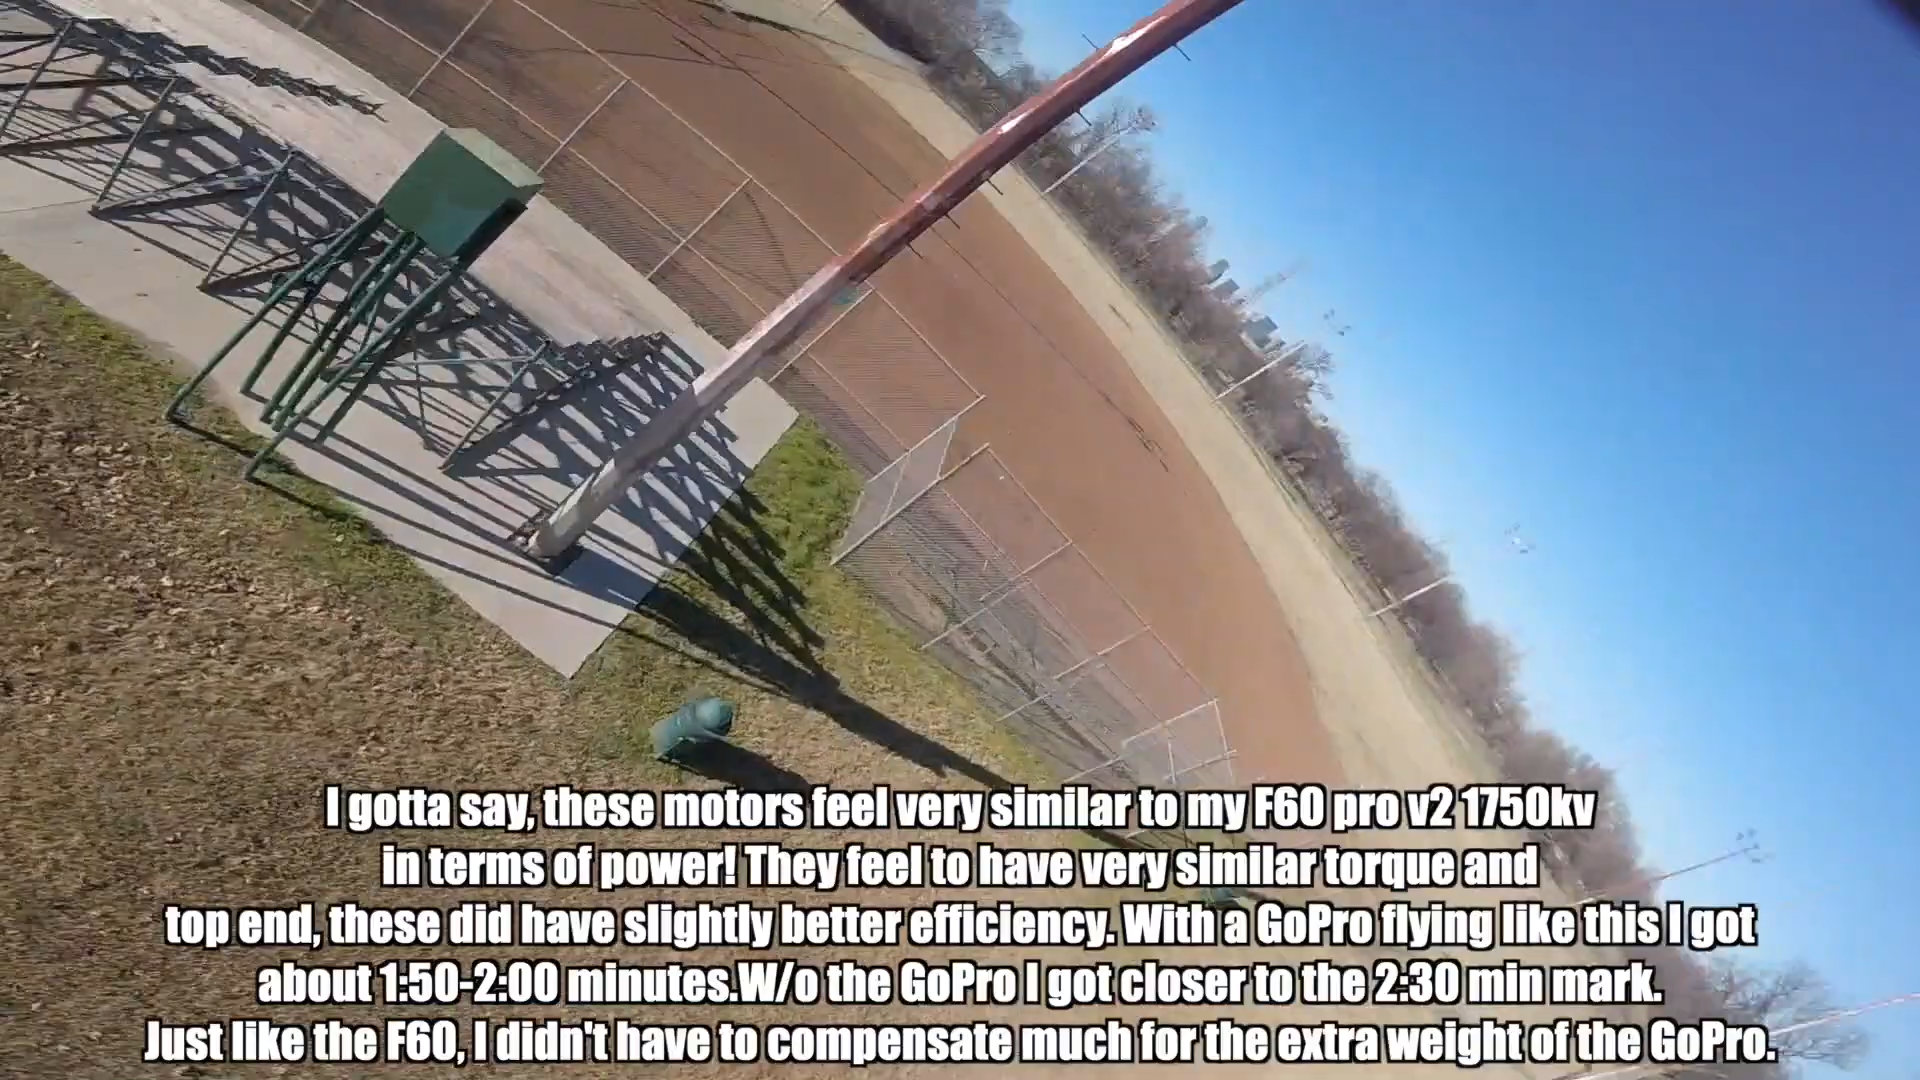 I gotta say, these motors feel very similar to my F60 pro v2 1750kv
in terms of power! They feel to have very similar torque and
top end, these did have slightly better efficiency. With a GoPro flying like this I got
about 1:50-2:00 minutes.W/o the GoPro I got closer to the 2:30 min mark.
Just like the F60, I didn't have to compensate much for the extra weight of the GoPro.